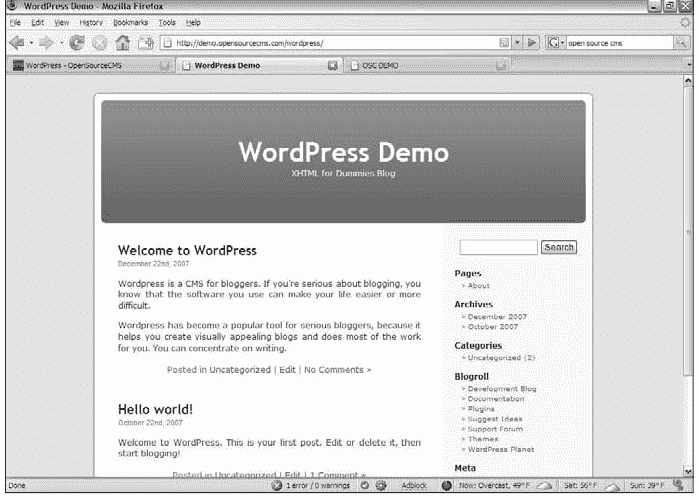 WordPress Demo - Mozilla Firefox
File Edit View History Bookmarks Tools Help
http://demo.opensourcecms.com/wordpress/
open source cms
WordPress - OpenSourceCMS
WordPress Demo
OSC DEMO
WordPress Demo
XHTML for Dummies Blog
Welcome to WordPress
December 22nd, 2007
Wordpress is a CMS for bloggers. If you're serious about blogging, you
know that the software you use can make your life easier or more
difficult.
Wordpress has become a popular tool for serious bloggers, because it
helps you create visually appealing blogs and does most of the work
for you. You can concentrate on writing.
Posted in Uncategorized | Edit | No Comments »
Hello world!
October 22nd, 2007
Welcome to WordPress. This is your first post. Edit or delete it, then
start blogging!
Posted in Uncategorized | Edit | 1 Comment »
Search
Pages
» About
Archives
» December 2007
» October 2007
Categories
» Uncategorized (2)
Blogroll
» Development Blog
» Documentation
» Plugins
» Suggest Ideas
» Support Forum
» Themes
» WordPress Planet
Meta
Done
1 error / 0 warnings
Adblock
Now: Overcast, 49° F
Sat: 56° F
Sun: 39° F